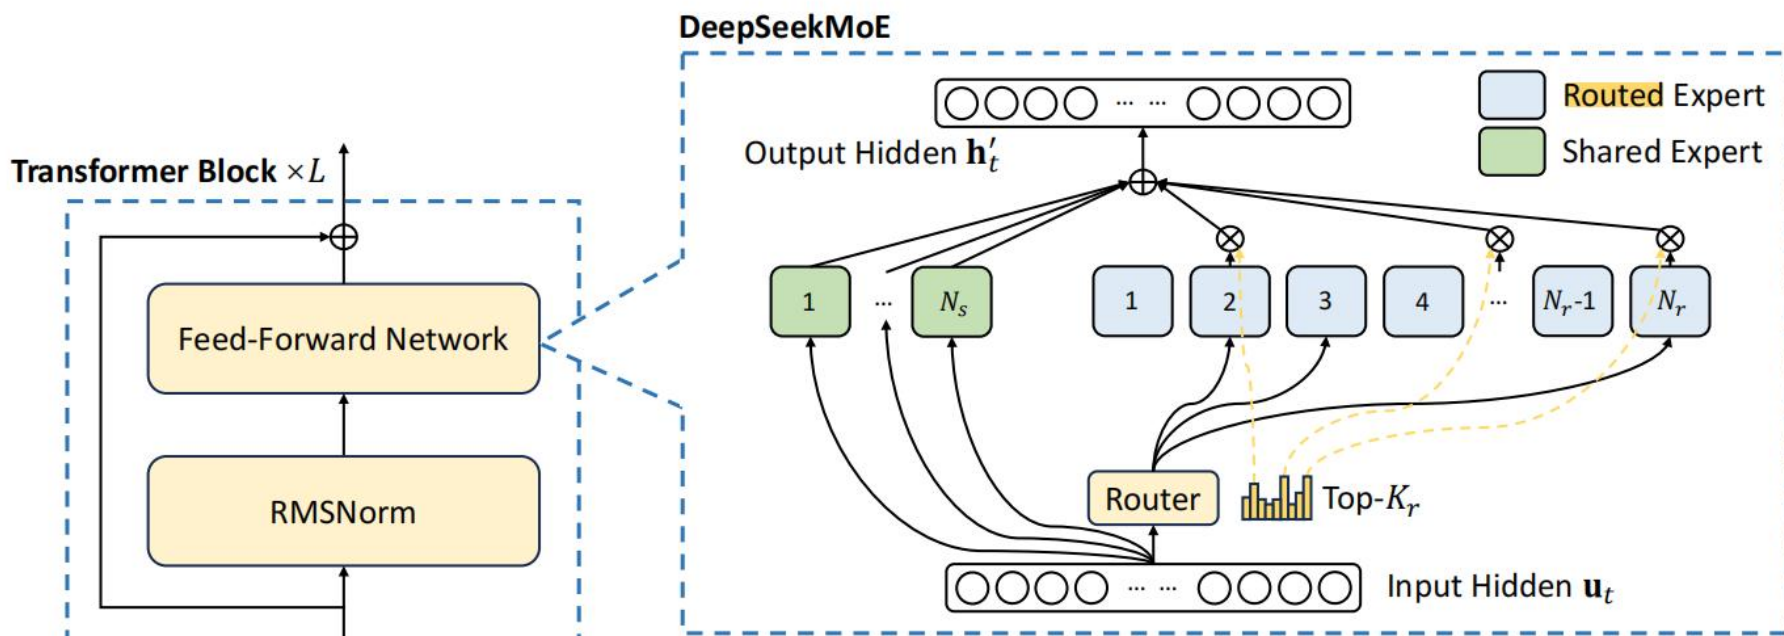 DeepSeekMoE
Routed Expert
Shared Expert
Output Hidden h′ₜ
Transformer Block ×L
1 ... Nₛ 1 2 3 4 ... Nᵣ-1 Nᵣ
Feed-Forward Network
RMSNorm
Router
Top-Kᵣ
Input Hidden uₜ